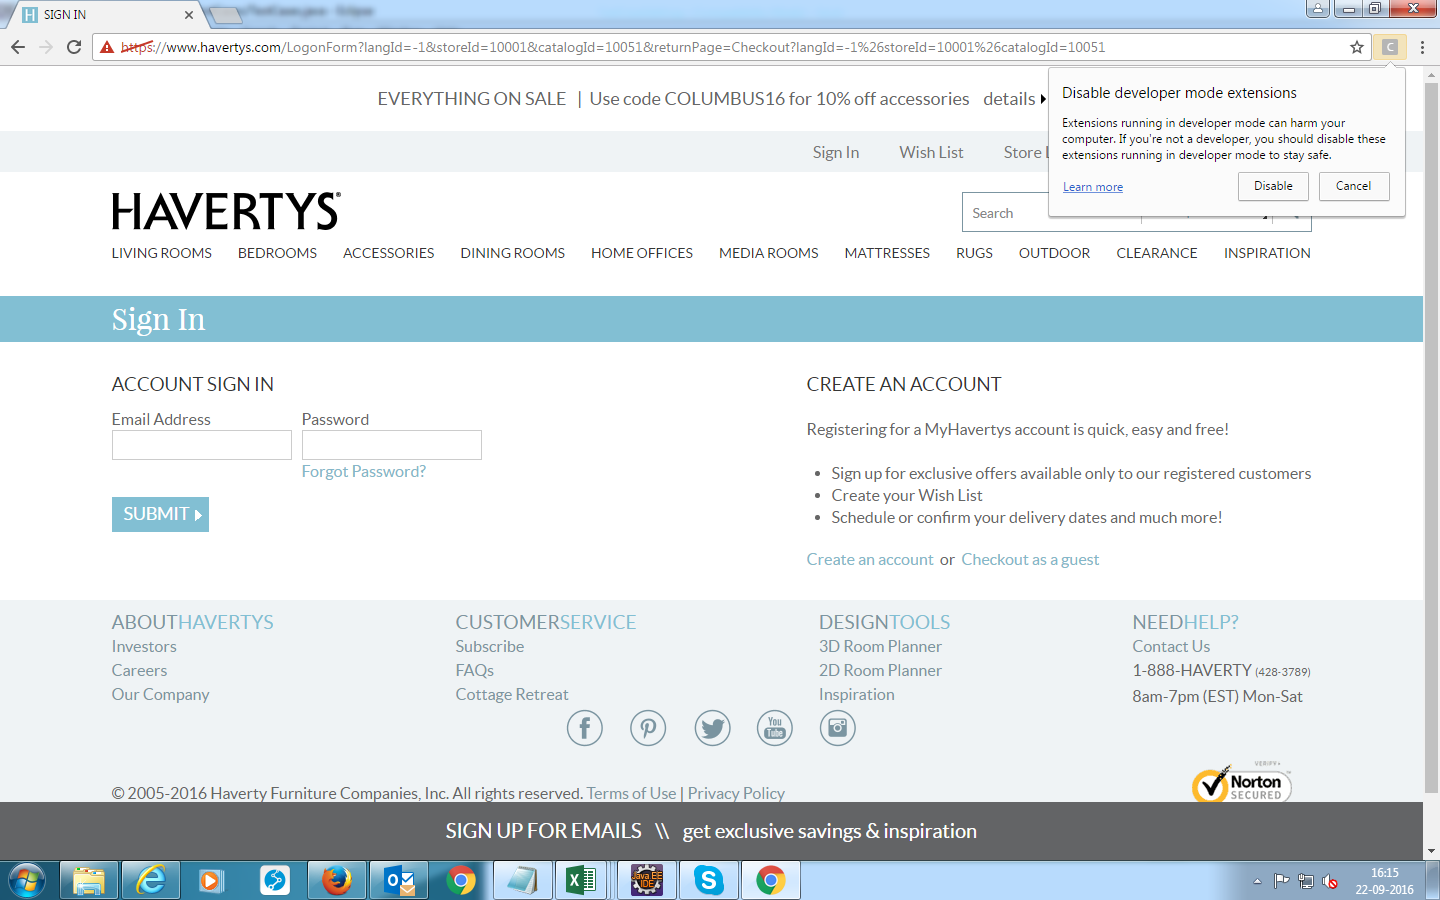 SIGN IN
https://www.havertys.com/LogonForm?langId=-1&storeId=10001&catalogId=10051&returnPage=Checkout?langId=-1%26storeId=10001%26catalogId=10051
C
EVERYTHING ON SALE | Use code COLUMBUS16 for 10% off accessories details
Disable developer mode extensions
Extensions running in developer mode can harm your
computer. If you're not a developer, you should disable these
extensions running in developer mode to stay safe.
Learn more Disable Cancel
Sign In Wish List Store
HAVERTYS®
Search
LIVING ROOMS BEDROOMS ACCESSORIES DINING ROOMS HOME OFFICES MEDIA ROOMS MATTRESSES RUGS OUTDOOR CLEARANCE INSPIRATION
Sign In
ACCOUNT SIGN IN
Email Address Password
Forgot Password?
SUBMIT
CREATE AN ACCOUNT
Registering for a MyHavertys account is quick, easy and free!
• Sign up for exclusive offers available only to our registered customers
• Create your Wish List
• Schedule or confirm your delivery dates and much more!
Create an account or Checkout as a guest
ABOUTHAVERTYS
Investors
Careers
Our Company
CUSTOMERSERVICE
Subscribe
FAQs
Cottage Retreat
DESIGNTOOLS
3D Room Planner
2D Room Planner
Inspiration
NEEDHELP?
Contact Us
1-888-HAVERTY (428-3789)
8am-7pm (EST) Mon-Sat
You
Tube
© 2005-2016 Haverty Furniture Companies, Inc. All rights reserved. Terms of Use | Privacy Policy
VERIFY▸
Norton
SECURED
SIGN UP FOR EMAILS \\ get exclusive savings & inspiration
Java EE
IDE
16:15
22-09-2016